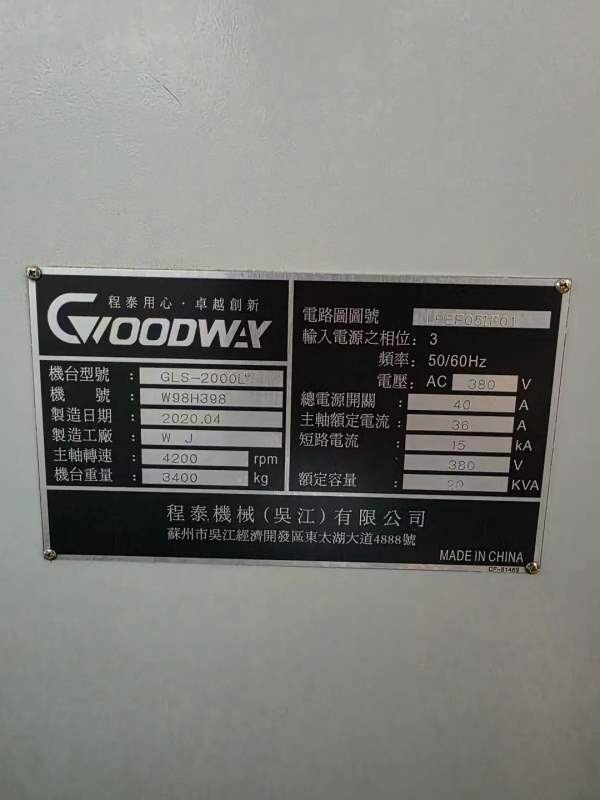 程泰用心·卓越創新
GOODWAY
機台型號 : GLS-2000L
機 號 : W98H398
製造日期 : 2020.04
製造工廠 : W J
主軸轉速 : 4200 rpm
機台重量 : 3400 kg
電路圖圖號
輸入電源之相位: 3
頻率: 50/60Hz
電壓: AC 380 V
總電源開關 : 40 A
主軸額定電流 : 36 A
短路電流 : 15 kA
380 V
額定容量 : 20 KVA
程泰機械(吳江)有限公司
蘇州市吳江經濟開發區東太湖大道4888號
MADE IN CHINA